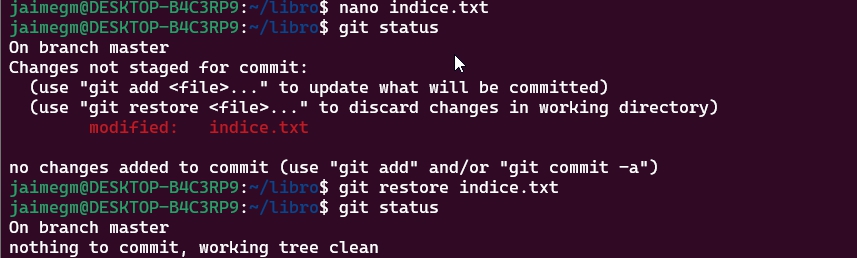 jaimegm@DESKTOP-B4C3RP9:~/libro$ nano indice.txt
jaimegm@DESKTOP-B4C3RP9:~/libro$ git status
On branch master
Changes not staged for commit:
  (use "git add <file>..." to update what will be committed)
  (use "git restore <file>..." to discard changes in working directory)
        modified:   indice.txt

no changes added to commit (use "git add" and/or "git commit -a")
jaimegm@DESKTOP-B4C3RP9:~/libro$ git restore indice.txt
jaimegm@DESKTOP-B4C3RP9:~/libro$ git status
On branch master
nothing to commit, working tree clean